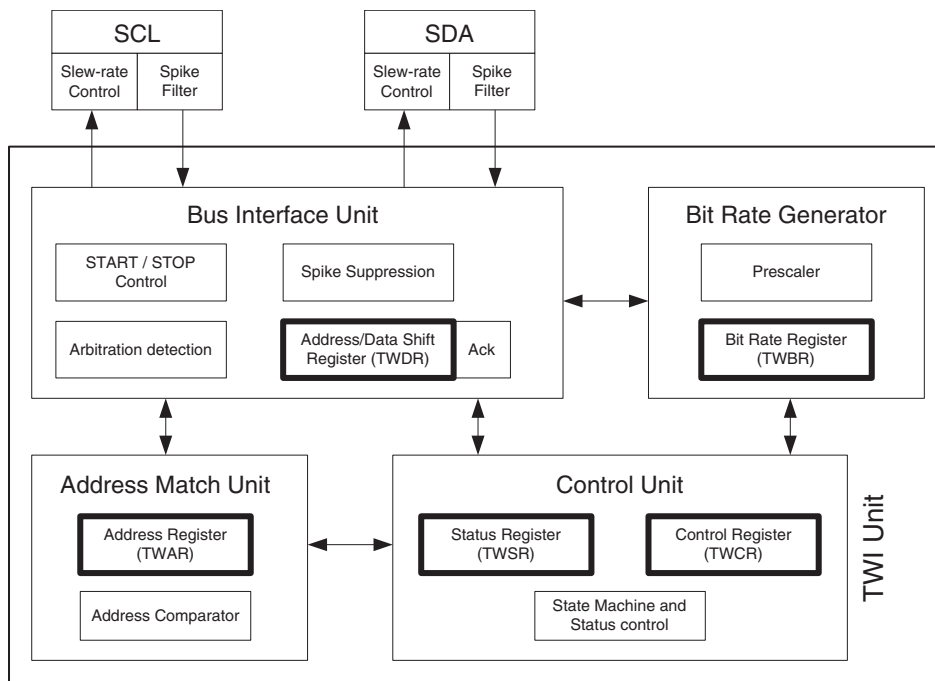 SCL
Slew-rate
Control
Spike
Filter
SDA
Slew-rate
Control
Spike
Filter
Bus Interface Unit
START / STOP
Control
Spike Suppression
Arbitration detection
Address/Data Shift
Register (TWDR)
Ack
Bit Rate Generator
Prescaler
Bit Rate Register
(TWBR)
Address Match Unit
Address Register
(TWAR)
Address Comparator
Control Unit
Status Register
(TWSR)
Control Register
(TWCR)
State Machine and
Status control
TWI Unit